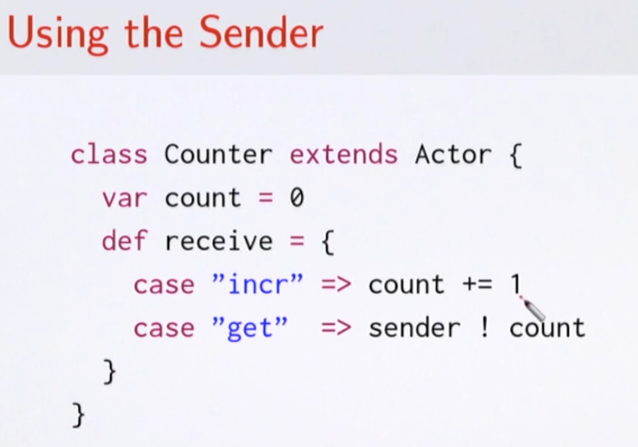 Using the Sender
class Counter extends Actor {
  var count = 0
  def receive = {
    case ”incr” => count += 1
    case ”get”  => sender ! count
  }
}